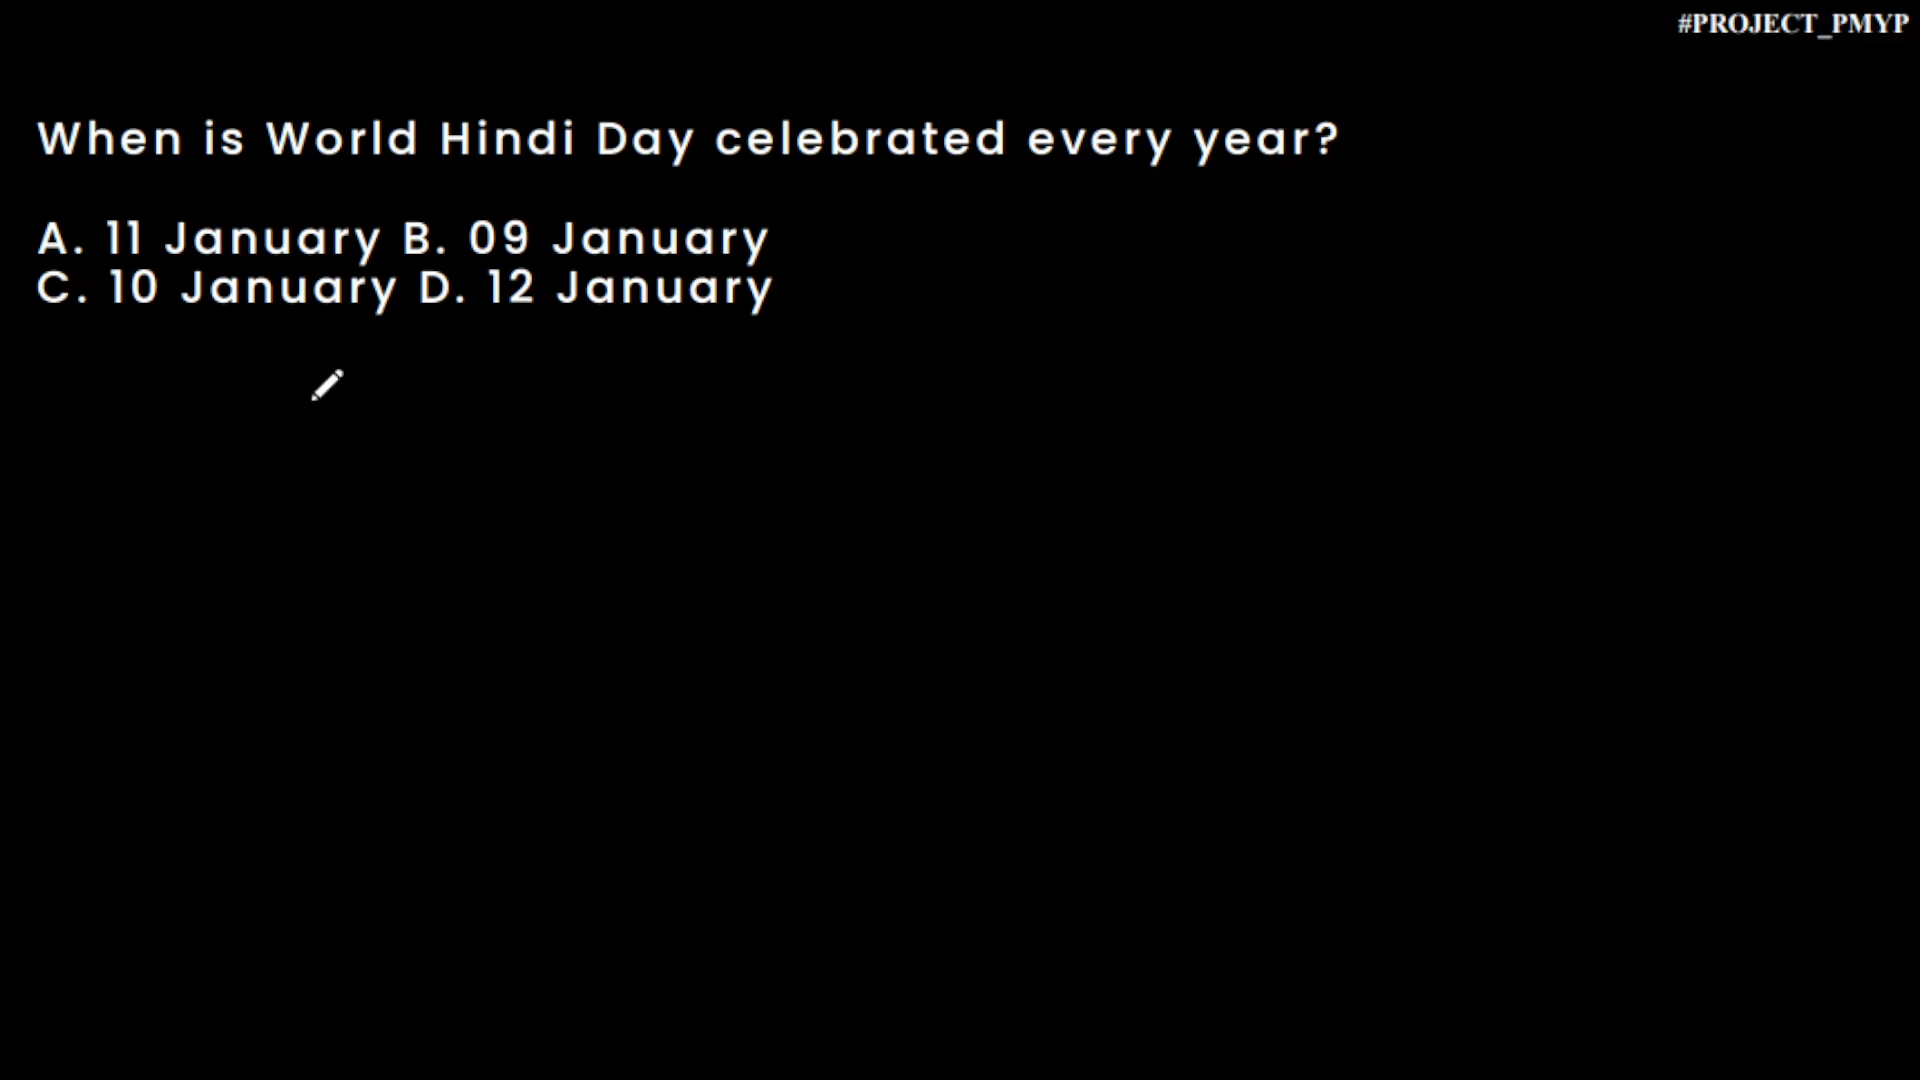 #PROJECT_PMYP
When is World Hindi Day celebrated every year?
A. 11 January B. 09 January
C. 10 January D. 12 January